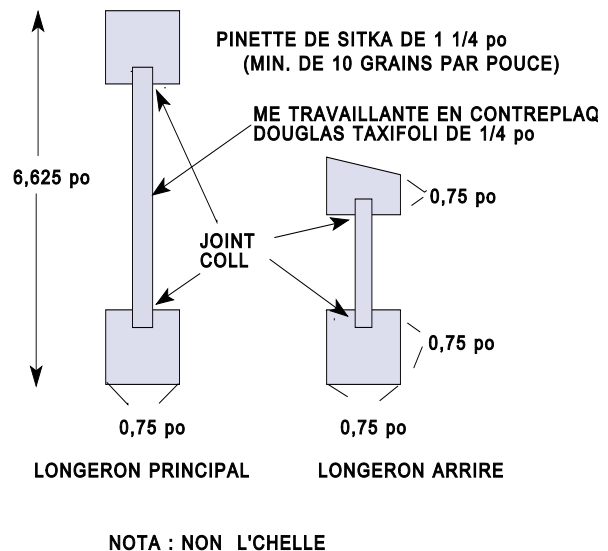 PINETTE DE SITKA DE 1 1/4 po
(MIN. DE 10 GRAINS PAR POUCE)
ME TRAVAILLANTE EN CONTREPLAQ
DOUGLAS TAXIFOLI DE 1/4 po
6,625 po
0,75 po
JOINT
COLL
0,75 po
0,75 po
0,75 po
LONGERON PRINCIPAL
LONGERON ARRIRE
NOTA : NON L'CHELLE